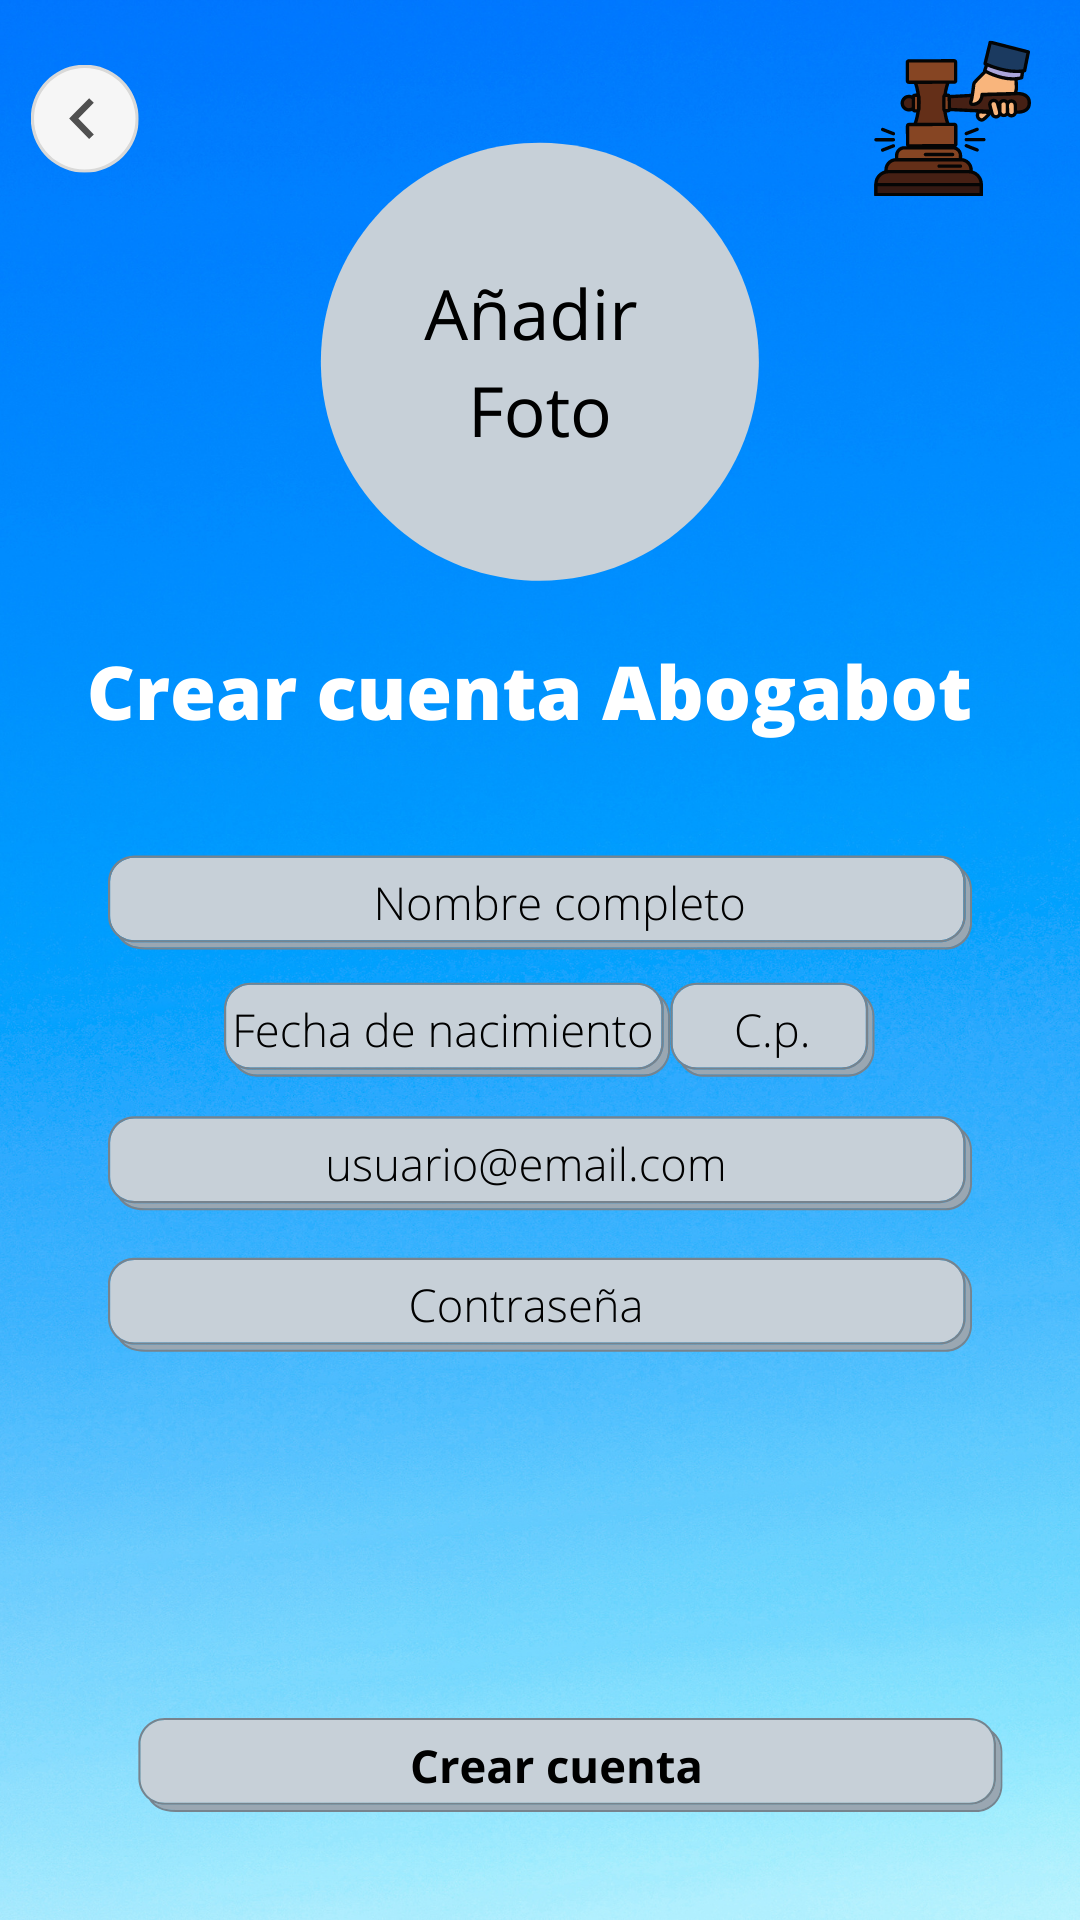 Añadir
Foto
Crear cuenta Abogabot
Nombre completo
Fecha de nacimiento C.p.
usuario@email.com
Contraseña
Crear cuenta